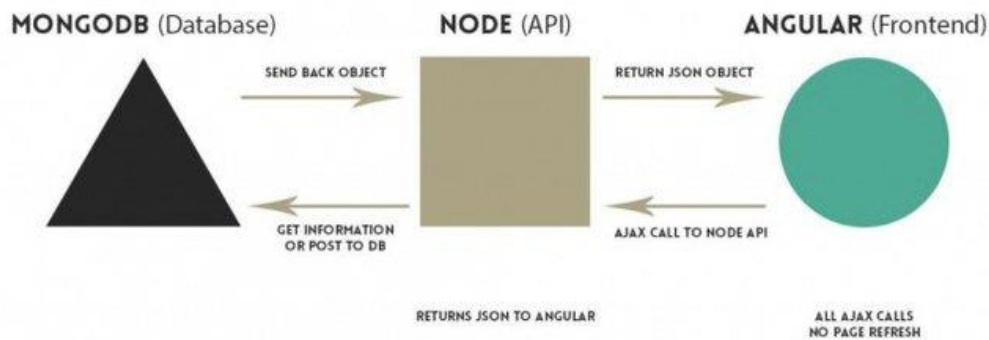 MONGODB (Database)
NODE (API)
ANGULAR (Frontend)
SEND BACK OBJECT
RETURN JSON OBJECT
GET INFORMATION
OR POST TO DB
AJAX CALL TO NODE API
RETURNS JSON TO ANGULAR
ALL AJAX CALLS
NO PAGE REFRESH